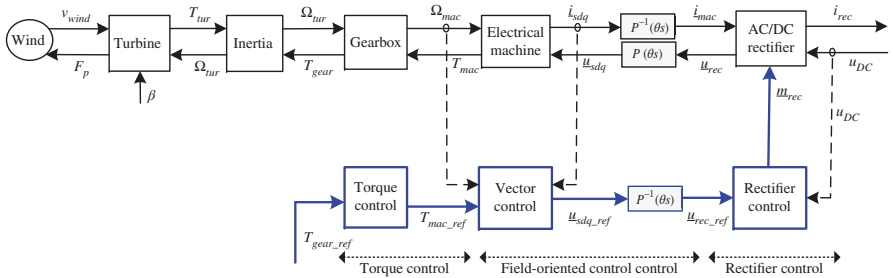 v_wind
T_tur
Ω_tur
Ω_mac
i_sdq
i_mac
i_rec
Wind
Turbine
Inertia
Gearbox
Electrical
machine
P⁻¹(θs)
P (θs)
AC/DC
rectifier
F_p
Ω_tur
T_gear
T_mac
u_sdq
u_rec
u_DC
β
m_rec
u_DC
Torque
control
Vector
control
P⁻¹(θs)
Rectifier
control
T_gear_ref
T_mac_ref
u_sdq_ref
u_rec_ref
Torque control
Field-oriented control control
Rectifier control